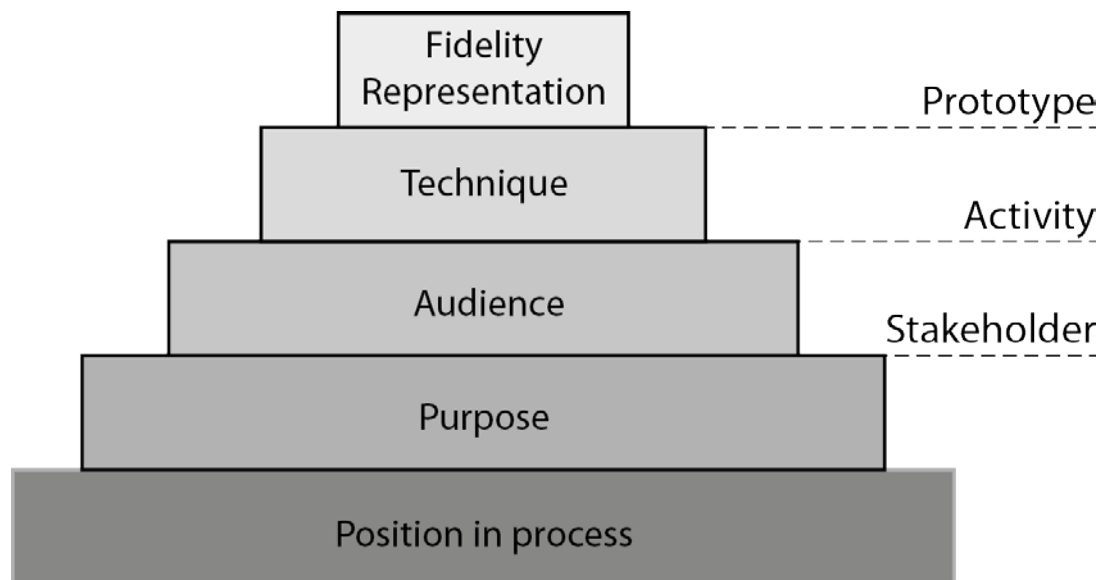 Fidelity
Representation
Prototype
Technique
Activity
Audience
Stakeholder
Purpose
Position in process